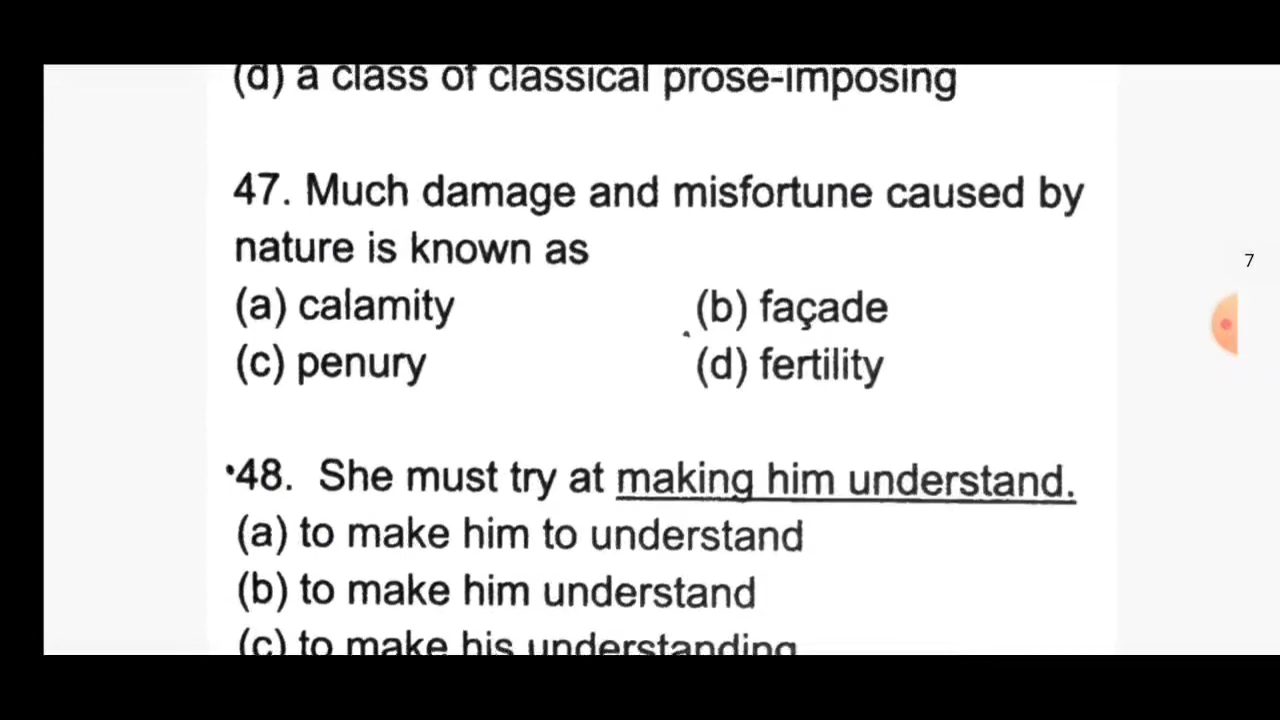 (d) a class of classical prose-imposing
47. Much damage and misfortune caused by
nature is known as
(a) calamity (b) façade
(c) penury (d) fertility
7
48. She must try at making him understand.
(a) to make him to understand
(b) to make him understand
(c) to make his understanding